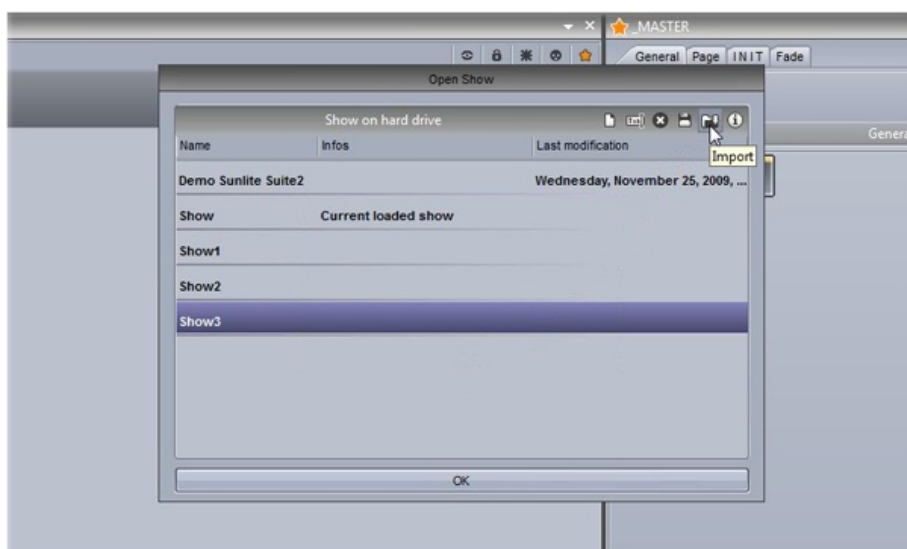 _MASTER
General Page INIT Fade
Open Show
Show on hard drive
Name Infos Last modification
Import
Demo Sunlite Suite2 Wednesday, November 25, 2009, ...
Show Current loaded show
Show1
Show2
Show3
OK